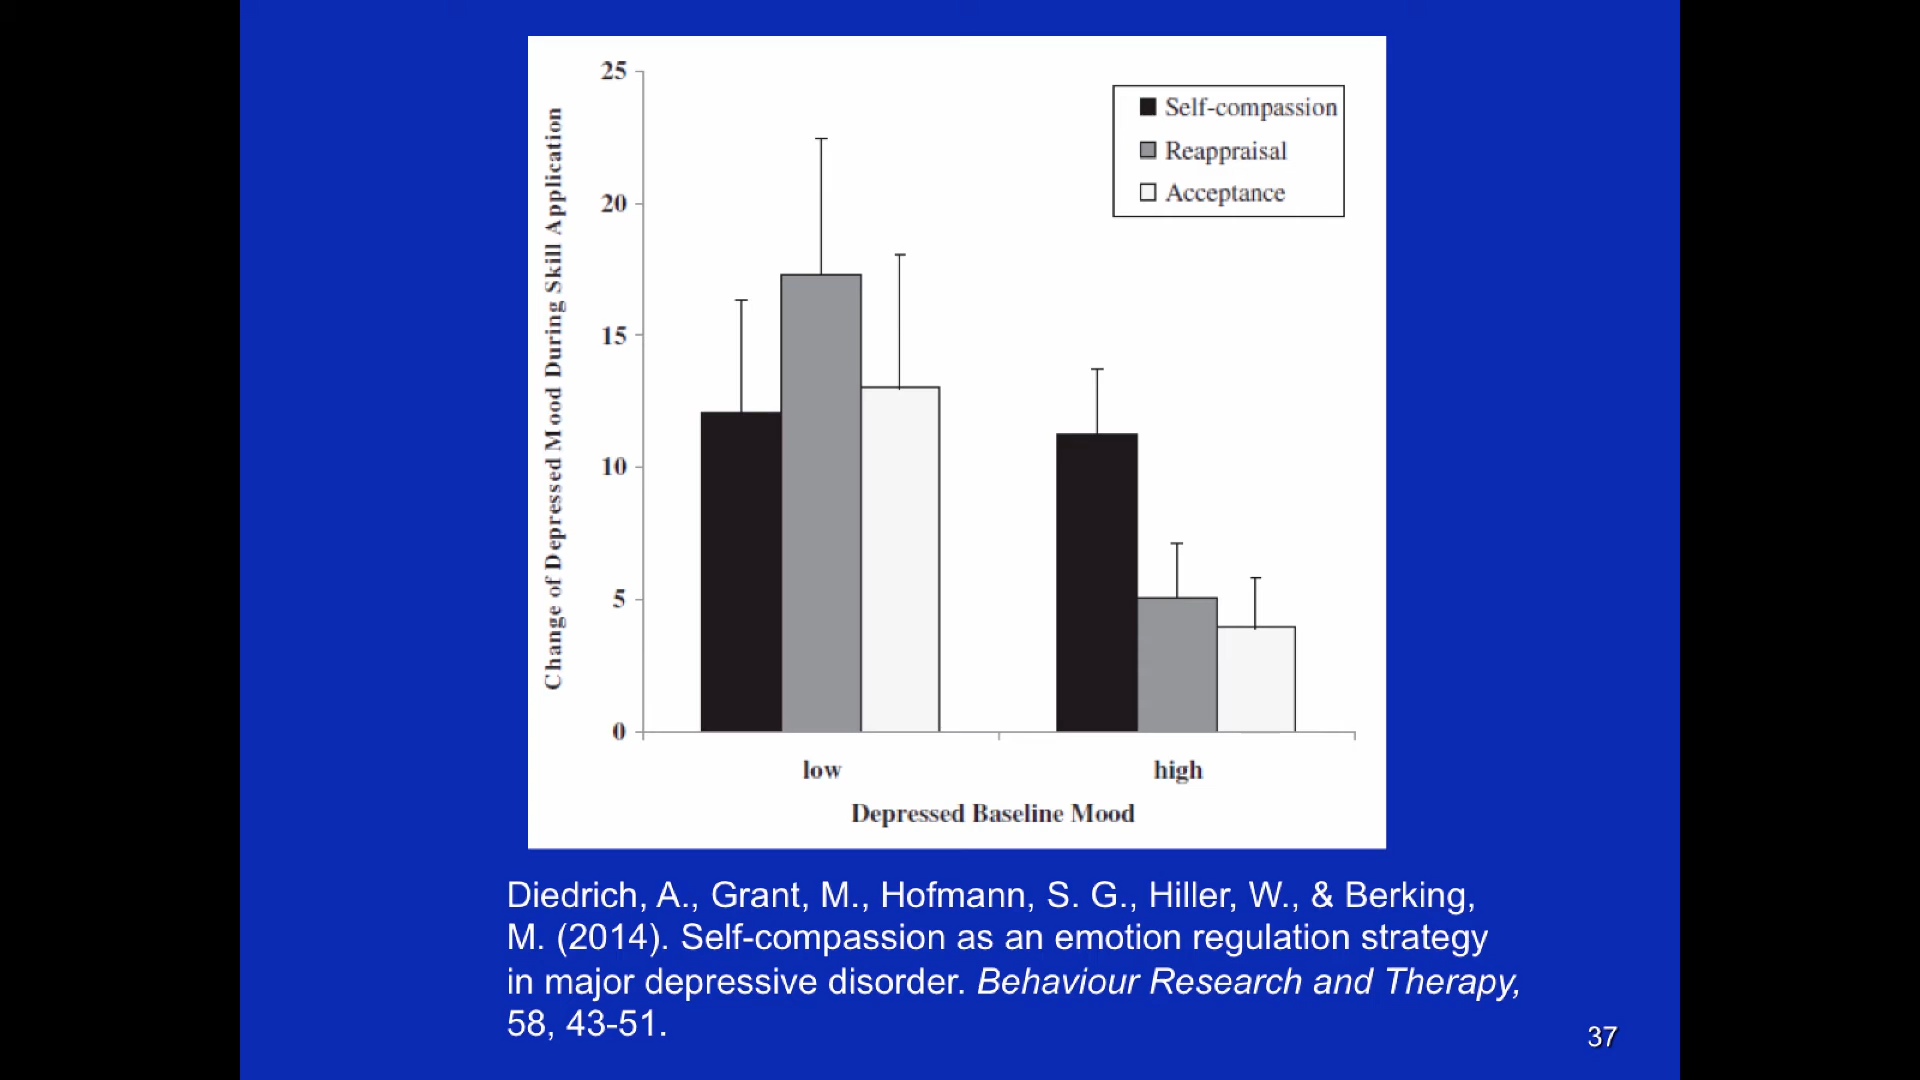 25
20
15
10
5
0
Change of Depressed Mood During Skill Application
Self-compassion
Reappraisal
Acceptance
low
high
Depressed Baseline Mood
Diedrich, A., Grant, M., Hofmann, S. G., Hiller, W., & Berking,
M. (2014). Self-compassion as an emotion regulation strategy
in major depressive disorder. Behaviour Research and Therapy,
58, 43-51.
37